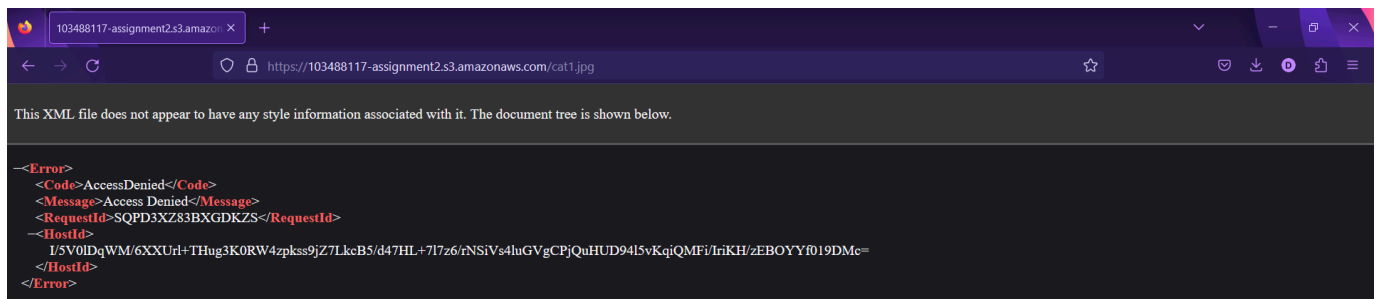 103488117-assignment2.s3.amazon
https://103488117-assignment2.s3.amazonaws.com/cat1.jpg
D
This XML file does not appear to have any style information associated with it. The document tree is shown below.
—<Error>
<Code>AccessDenied</Code>
<Message>Access Denied</Message>
<RequestId>SQPD3XZ83BXGDKZS</RequestId>
—<HostId>
I/5V0lDqWM/6XXUrl+THug3K0RW4zpkss9jZ7LkcB5/d47HL+7l7z6/rNSiVs4luGVgCPjQuHUD94l5vKqiQMFi/IriKH/zEBOYYf019DMc=
</HostId>
</Error>